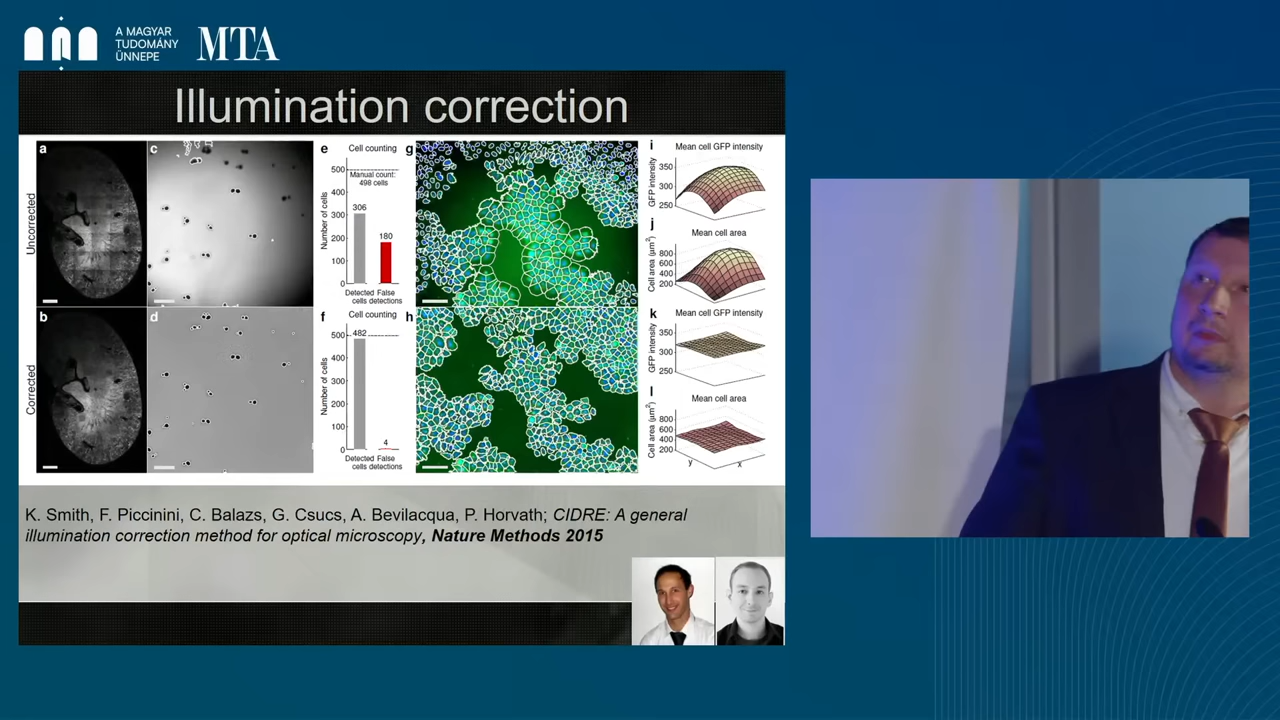 A MAGYAR
TUDOMÁNY
ÜNNEPE
MTA
Illumination correction
Uncorrected
Corrected
a
b
c
d
e
Cell counting
500
400
300
200
100
0
Number of cells
Manual count:
498 cells
306
180
Detected False
cells detections
f
Cell counting
500
400
300
200
100
0
Number of cells
482
4
Detected False
cells detections
g
h
i
Mean cell GFP intensity
GFP intensity
350
300
250
j
Mean cell area
Cell area (µm²)
800
600
400
200
k
Mean cell GFP intensity
GFP intensity
350
300
250
l
Mean cell area
Cell area (µm²)
800
600
400
200
y
x
K. Smith, F. Piccinini, C. Balazs, G. Csucs, A. Bevilacqua, P. Horvath; CIDRE: A general
illumination correction method for optical microscopy, Nature Methods 2015